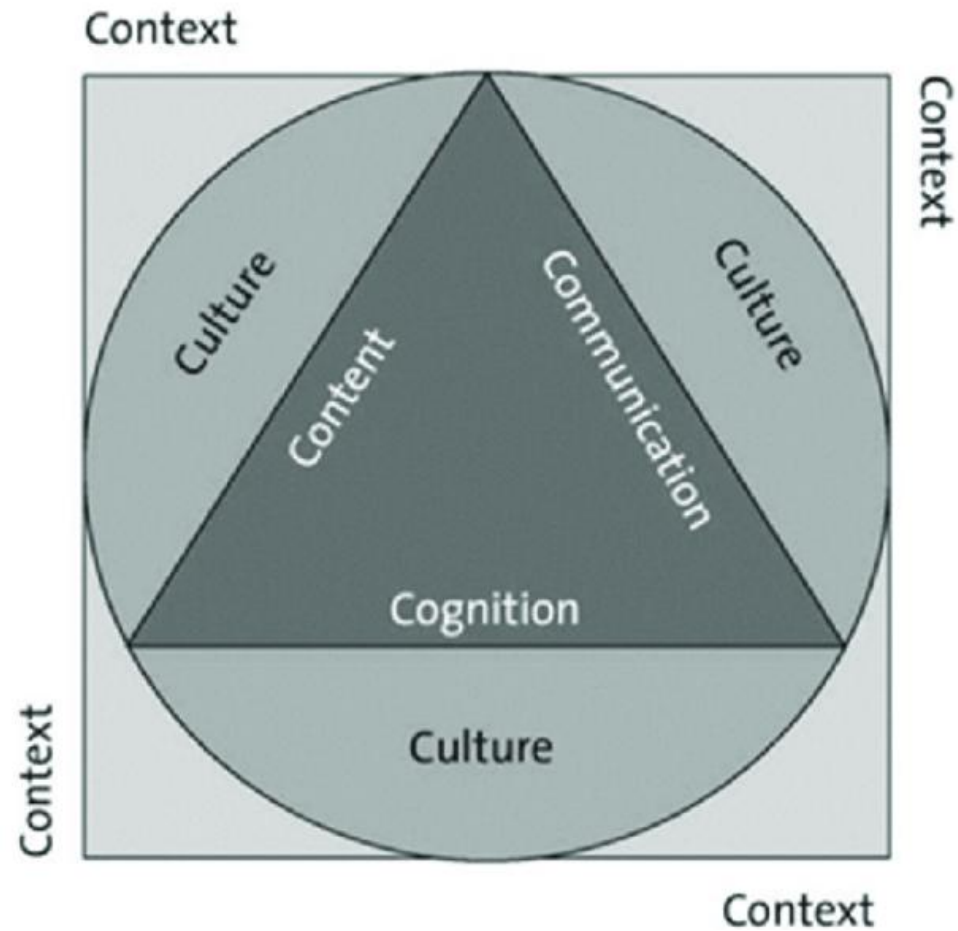 Context
Context
Culture
Culture
Content
Communication
Cognition
Culture
Context
Context